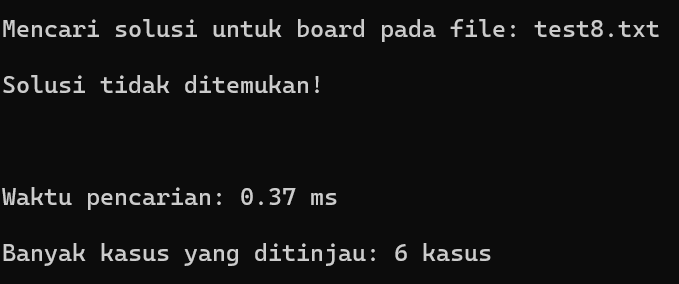 Mencari solusi untuk board pada file: test8.txt
Solusi tidak ditemukan!
Waktu pencarian: 0.37 ms
Banyak kasus yang ditinjau: 6 kasus